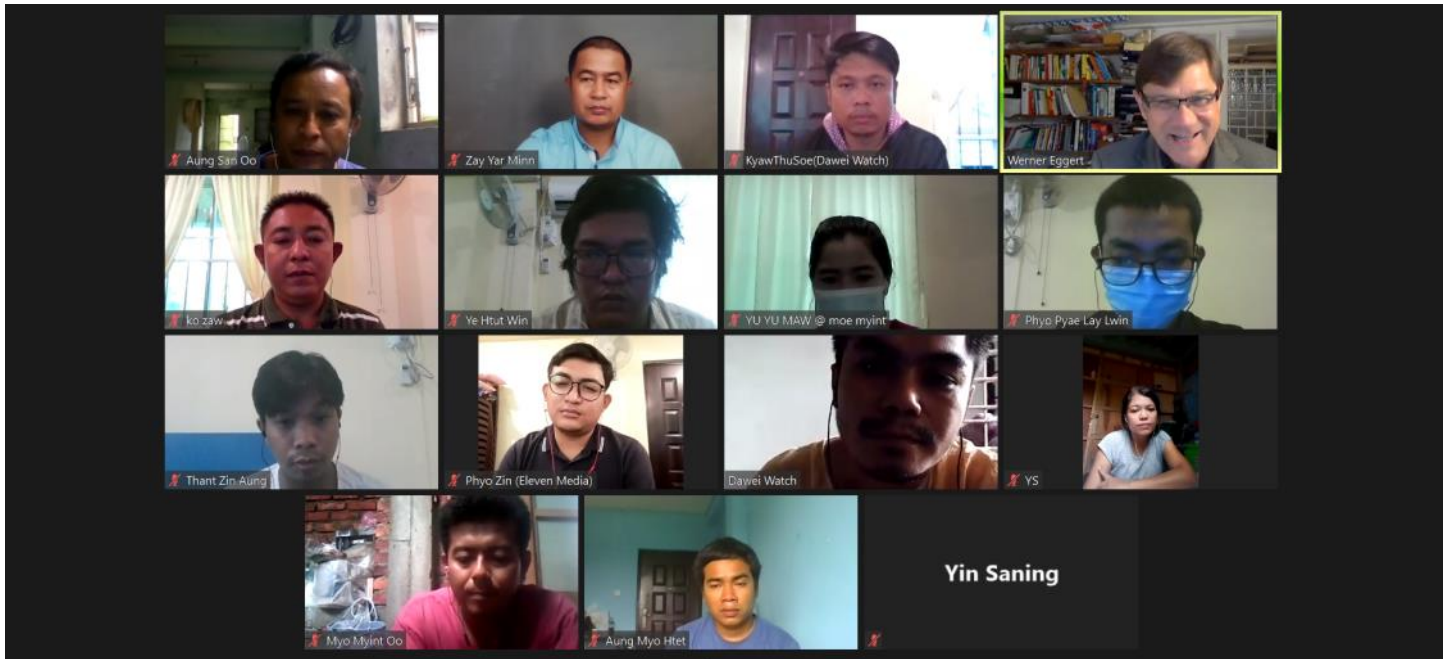 Aung San Oo
Zay Yar Minn
KyawThuSoe(Dawei Watch)
Werner Eggert
ko zaw
Ye Htut Win
YU YU MAW @ moe myint
Phyo Pyae Lay Lwin
Thant Zin Aung
Phyo Zin (Eleven Media)
Dawei Watch
YS
Myo Myint Oo
Aung Myo Htet
Yin Saning